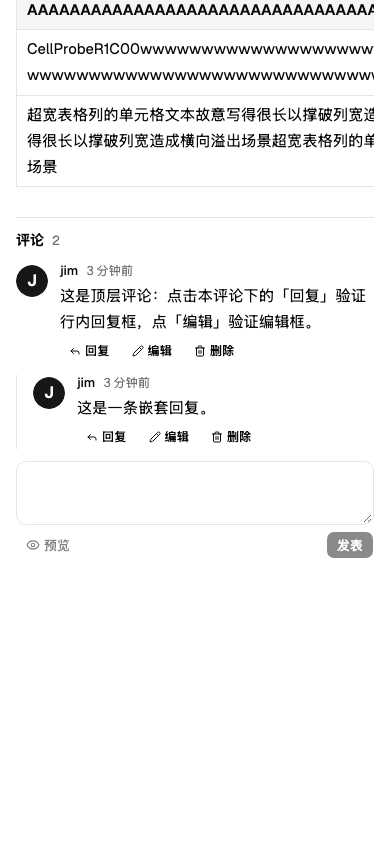 AAAAAAAAAAAAAAAAAAAAAAAAAAAAA
CellProbeR1C00wwwwwwwwwwwwwwwwww
wwwwwwwwwwwwwwwwwwwwwwwwww
超宽表格列的单元格文本故意写得很长以撑破列宽造
得很长以撑破列宽造成横向溢出场景超宽表格列的单
场景
评论 2
J
jim 3 分钟前
这是顶层评论：点击本评论下的「回复」验证
行内回复框，点「编辑」验证编辑框。
回复 编辑 删除
J
jim 3 分钟前
这是一条嵌套回复。
回复 编辑 删除
预览 发表